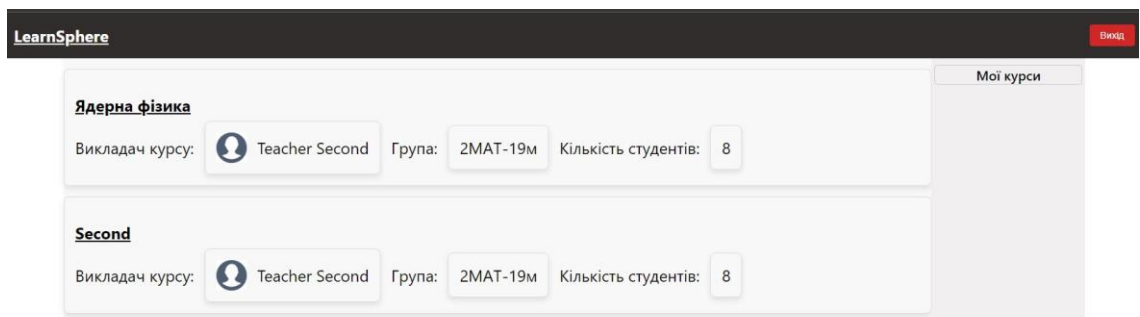 LearnSphere
Вихід
Мої курси
Ядерна фізика
Викладач курсу: Teacher Second Група: 2МАТ-19м Кількість студентів: 8
Second
Викладач курсу: Teacher Second Група: 2МАТ-19м Кількість студентів: 8